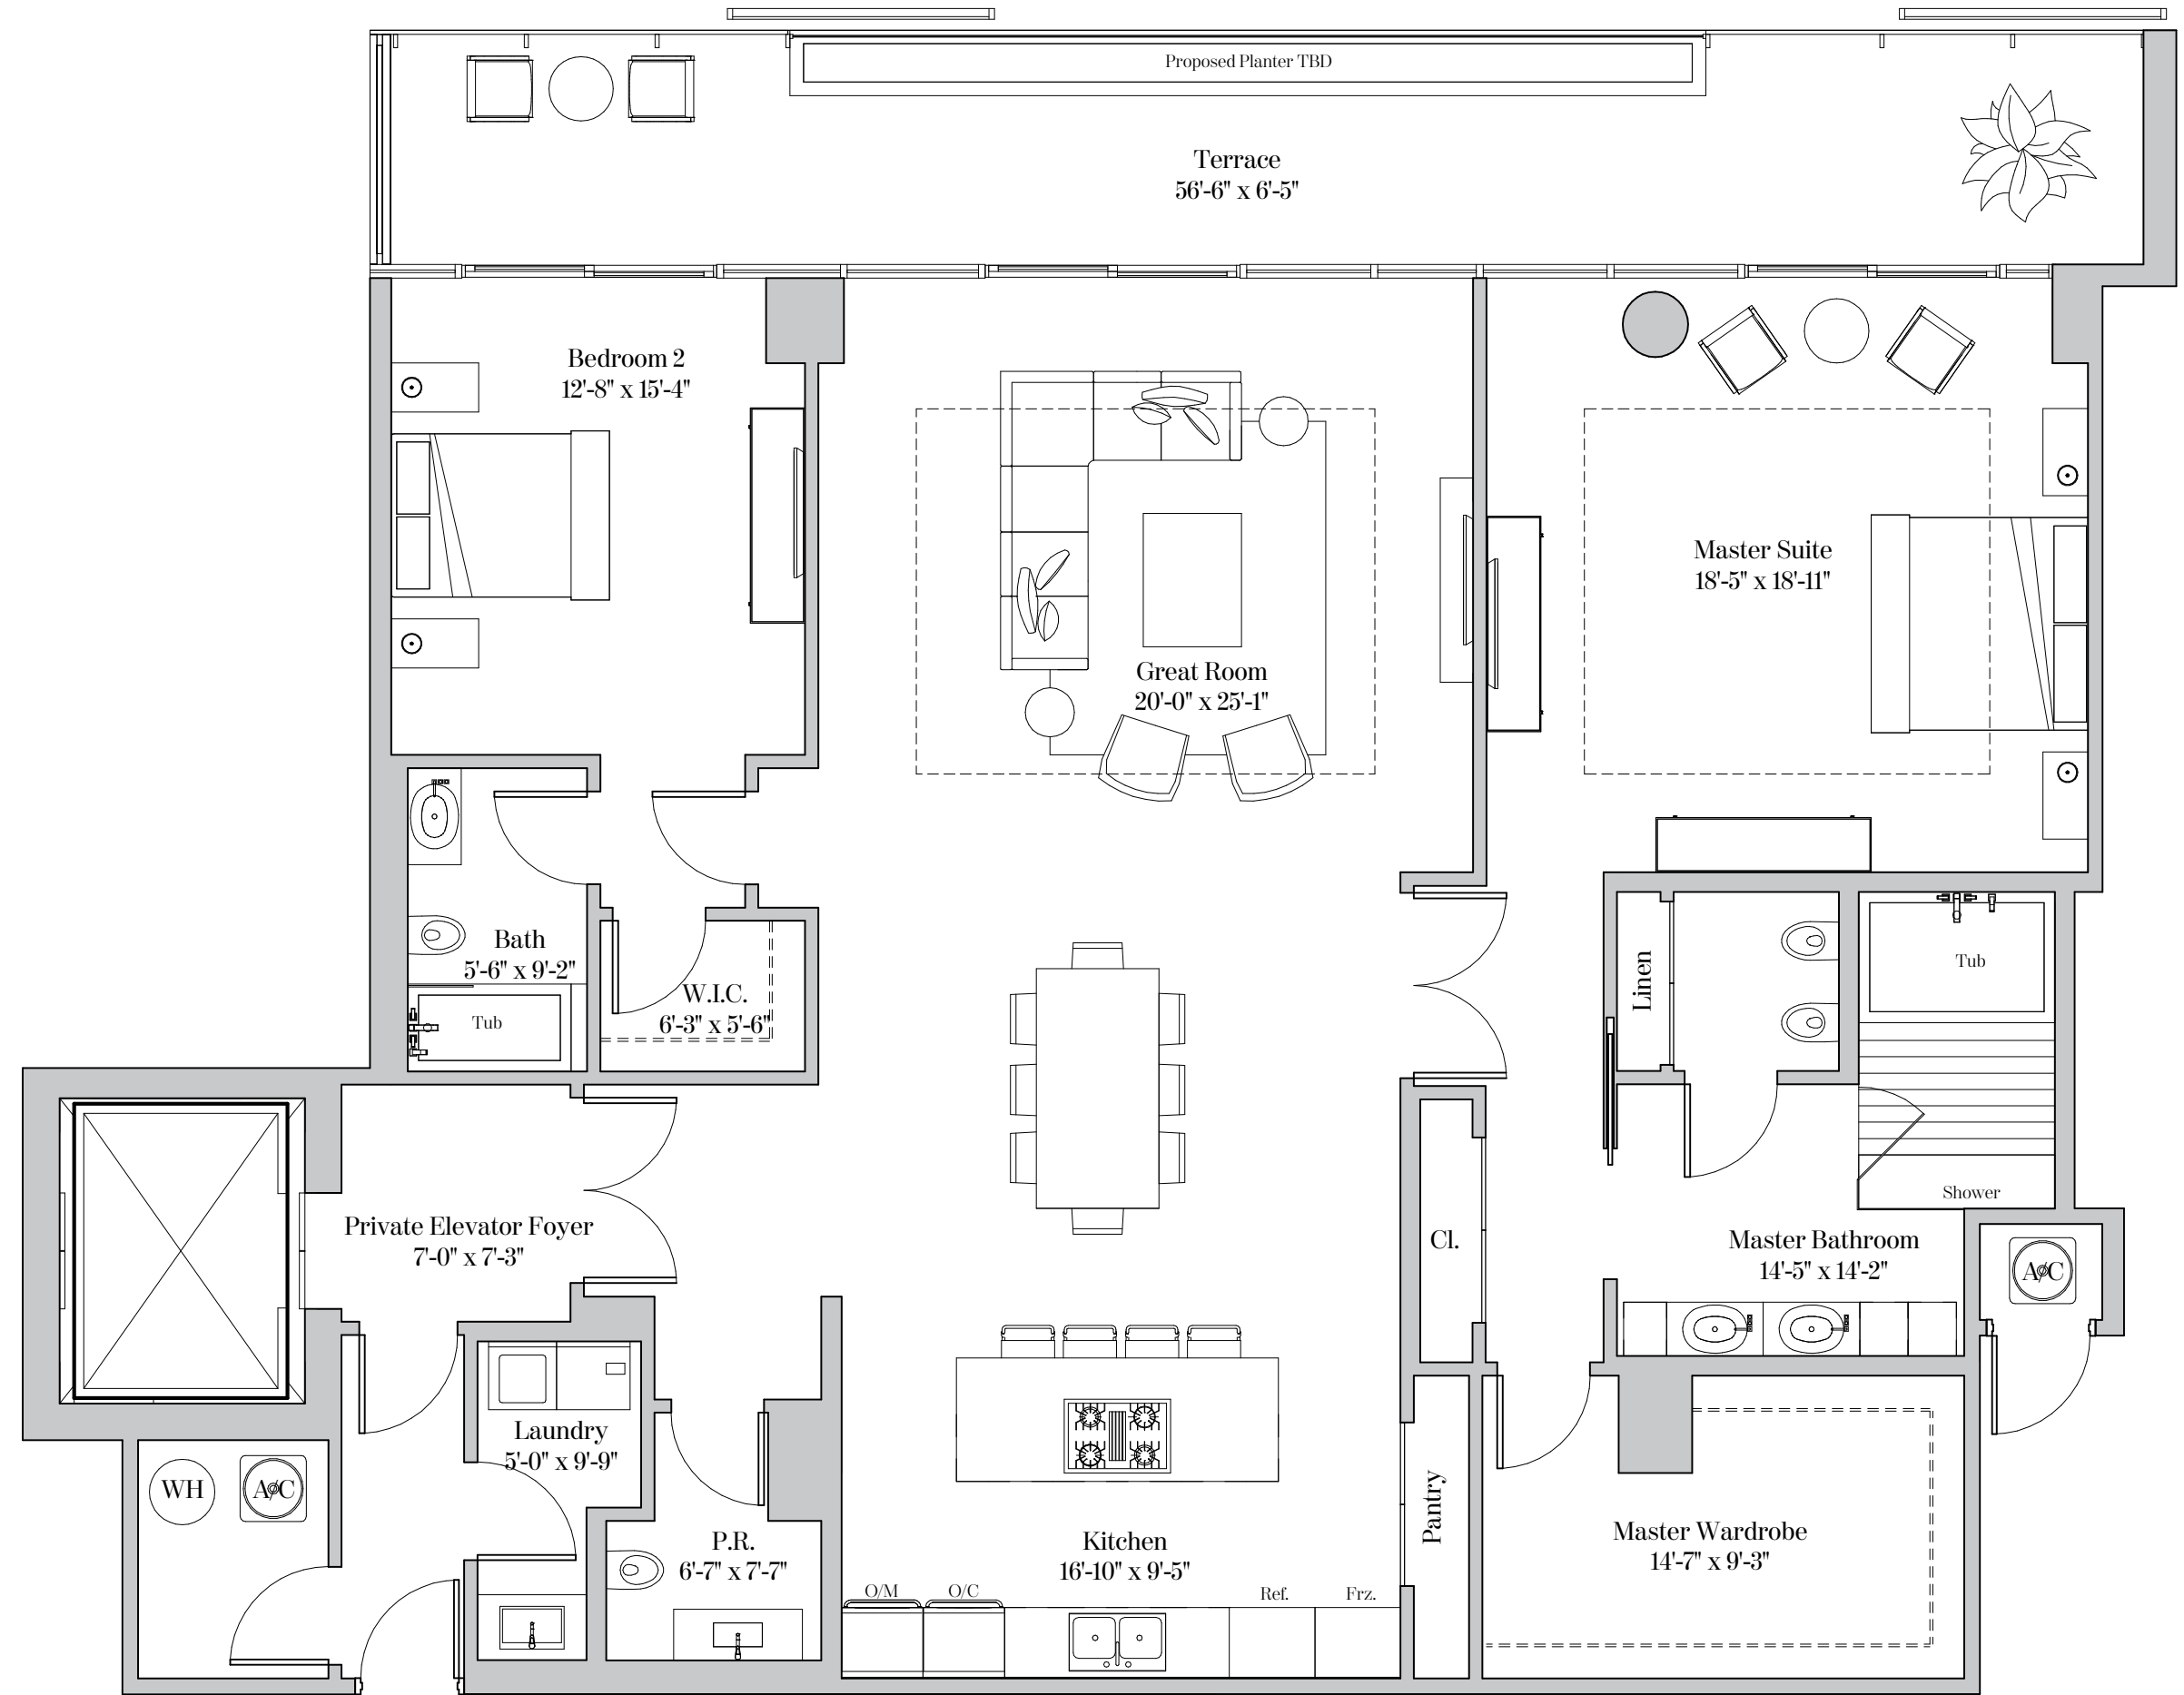 Proposed Planter TBD
Terrace
56'-6" x 6'-5"
Bedroom 2
12'-8" x 15'-4"
Master Suite
18'-5" x 18'-11"
Great Room
20'-0" x 25'-1"
Bath
5'-6" x 9'-2"
Tub
W.I.C.
6'-3" x 5'-6"
Linen
Tub
Shower
Private Elevator Foyer
7'-0" x 7'-3"
Cl.
Master Bathroom
14'-5" x 14'-2"
A/C
Laundry
5'-0" x 9'-9"
WH
A/C
P.R.
6'-7" x 7'-7"
Kitchen
16'-10" x 9'-5"
O/M
O/C
Ref.
Frz.
Pantry
Master Wardrobe
14'-7" x 9'-3"